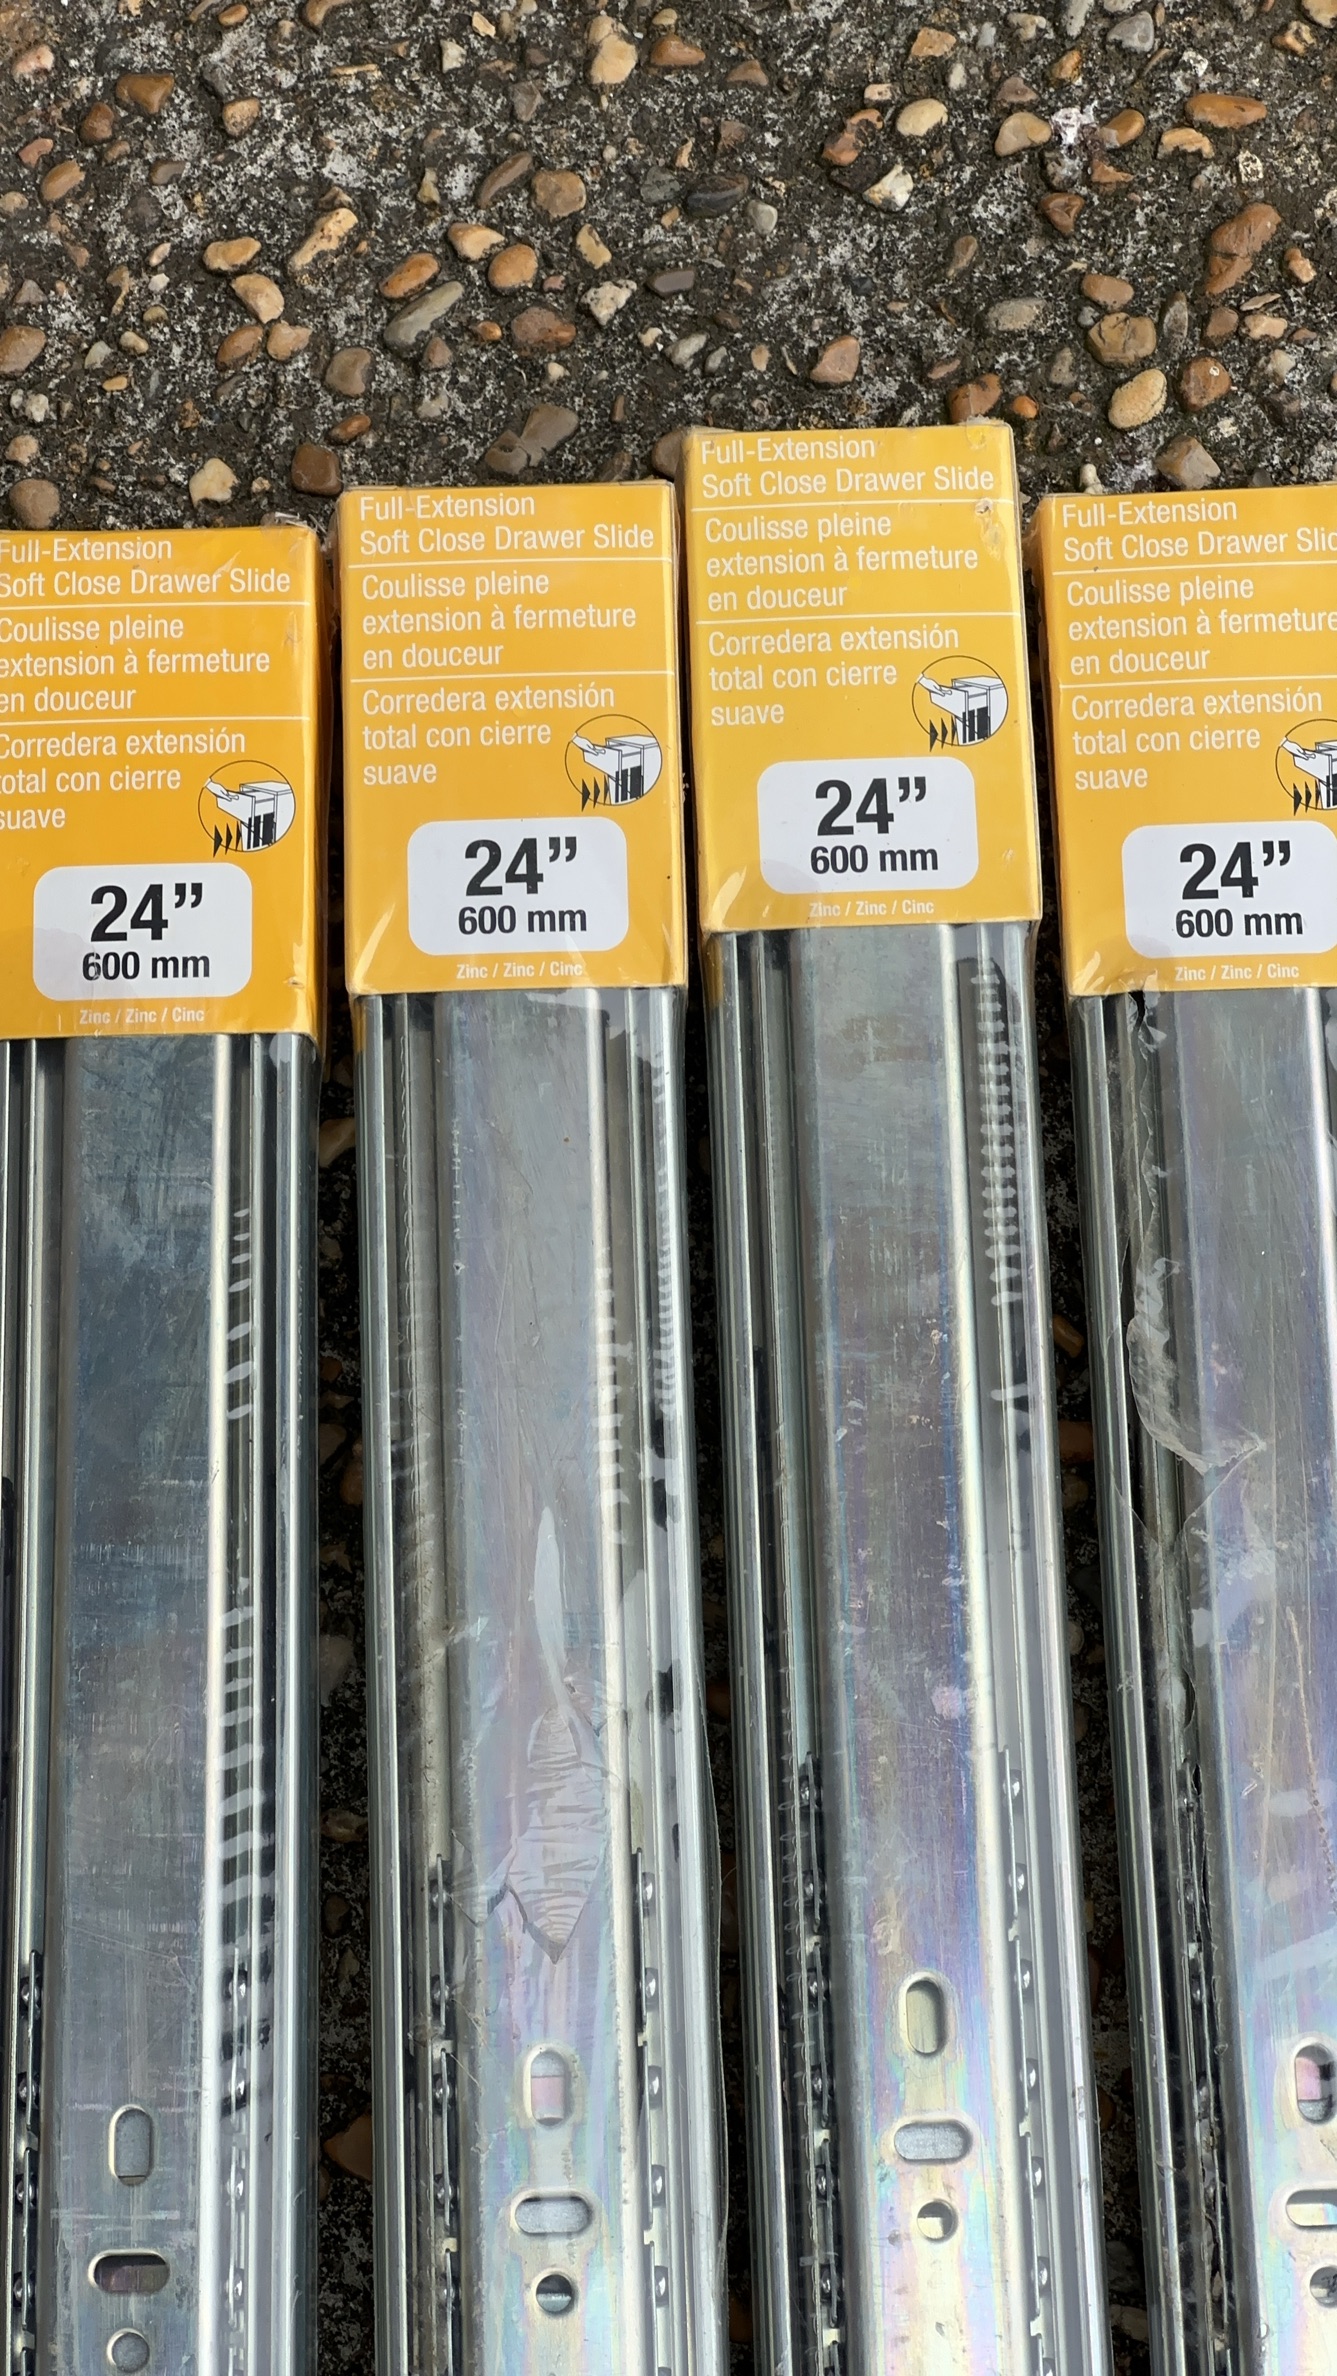 Full-Extension
Soft Close Drawer Slide
Coulisse pleine
extension à fermeture
en douceur
Corredera extensión
total con cierre
suave
24”
600 mm
Zinc / Zinc / Cinc
Full-Extension
Soft Close Drawer Slide
Coulisse pleine
extension à fermeture
en douceur
Corredera extensión
total con cierre
suave
24”
600 mm
Zinc / Zinc / Cinc
Full-Extension
Soft Close Drawer Slide
Coulisse pleine
extension à fermeture
en douceur
Corredera extensión
total con cierre
suave
24”
600 mm
Zinc / Zinc / Cinc
Full-Extension
Soft Close Drawer Slid
Coulisse pleine
extension à fermeture
en douceur
Corredera extensión
total con cierre
suave
24”
600 mm
Zinc / Zinc / Cinc